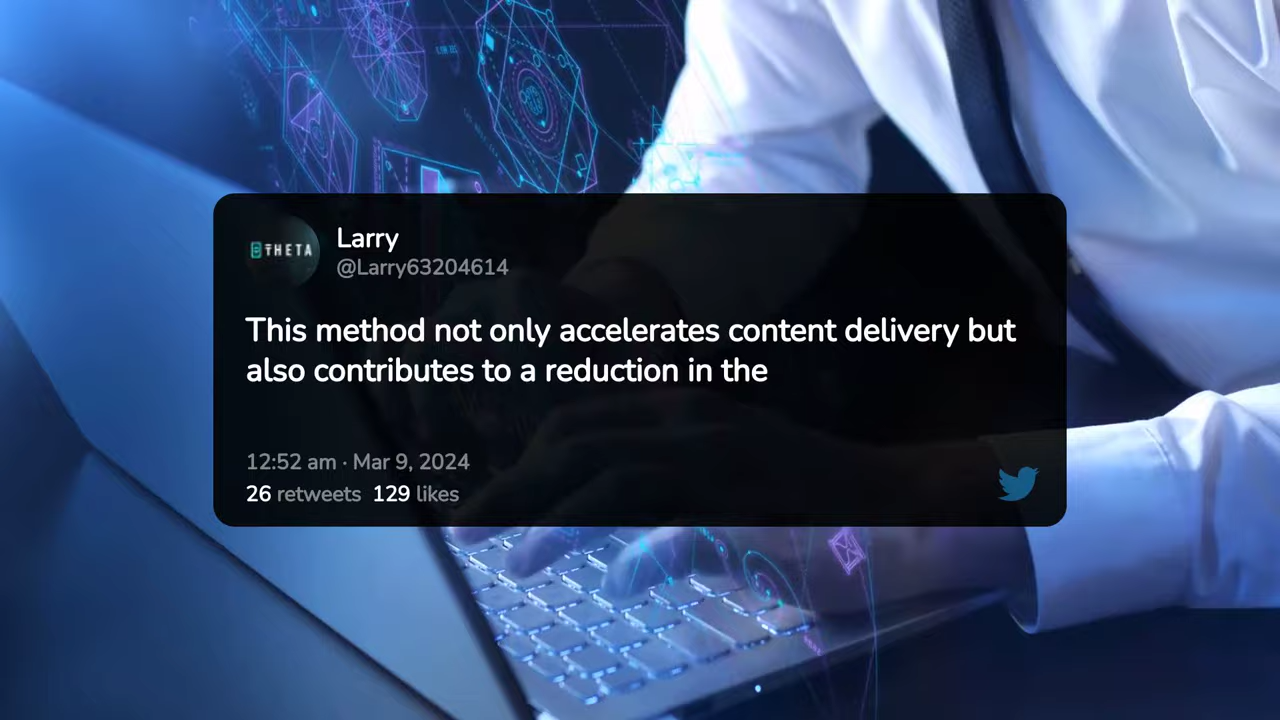 THETA
Larry
@Larry63204614
This method not only accelerates content delivery but
also contributes to a reduction in the
12:52 am · Mar 9, 2024
26 retweets 129 likes